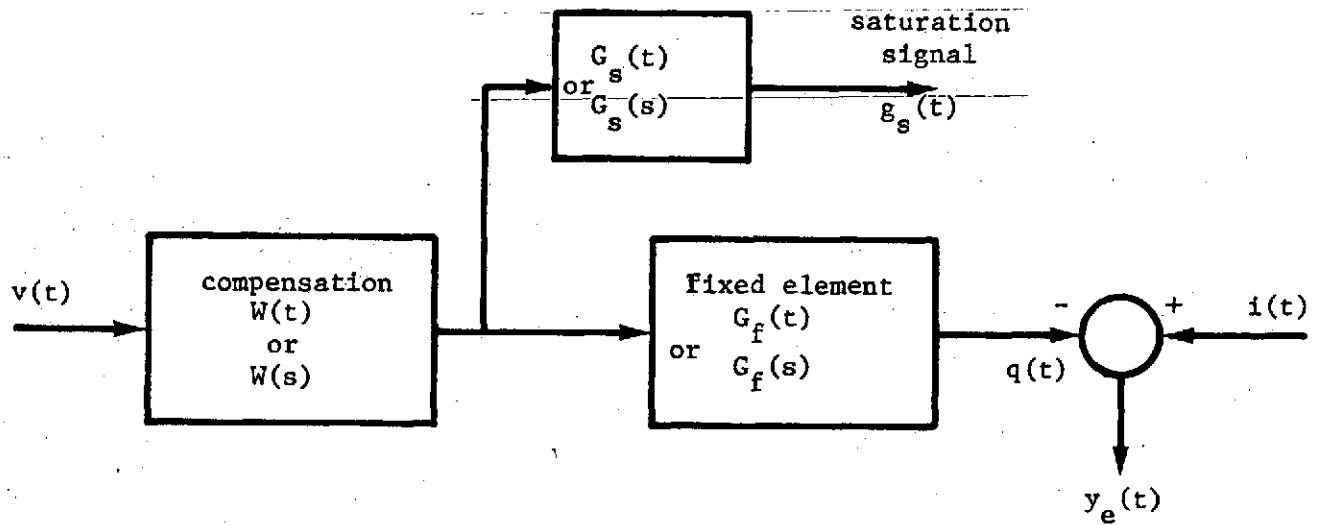 saturation
signal
G_s(t)
or
G_s(s)
g_s(t)
v(t)
compensation
W(t)
or
W(s)
Fixed element
G_f(t)
or
G_f(s)
-
+
i(t)
q(t)
y_e(t)